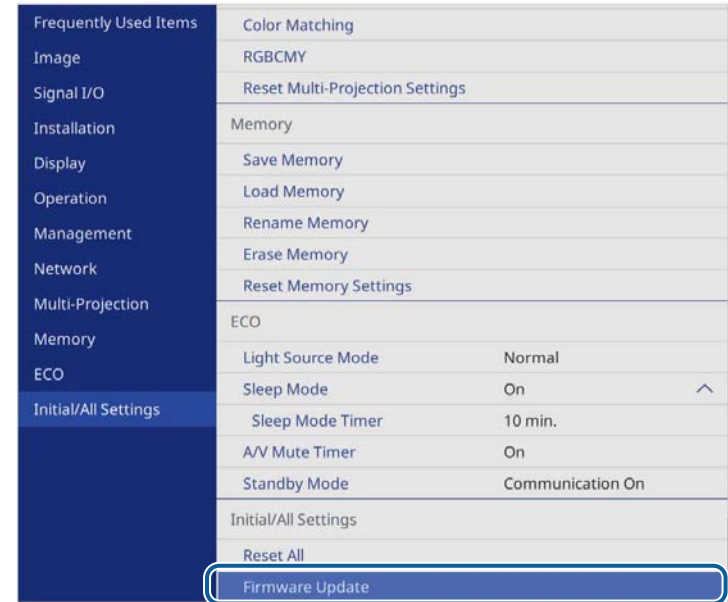 Frequently Used Items
Image
Signal I/O
Installation
Display
Operation
Management
Network
Multi-Projection
Memory
ECO
Initial/All Settings
Color Matching
RGBCMY
Reset Multi-Projection Settings
Memory
Save Memory
Load Memory
Rename Memory
Erase Memory
Reset Memory Settings
ECO
Light Source Mode Normal
Sleep Mode On
Sleep Mode Timer 10 min.
A/V Mute Timer On
Standby Mode Communication On
Initial/All Settings
Reset All
Firmware Update